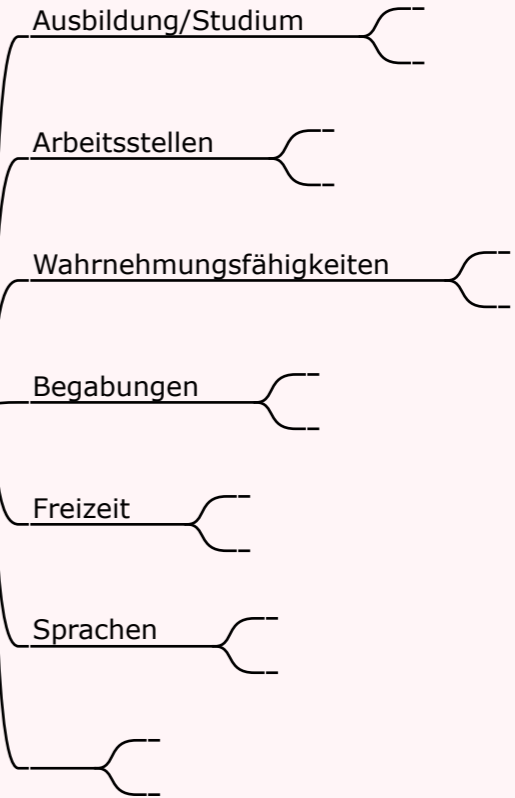 Ausbildung/Studium
Arbeitsstellen
Wahrnehmungsfähigkeiten
Begabungen
Freizeit
Sprachen